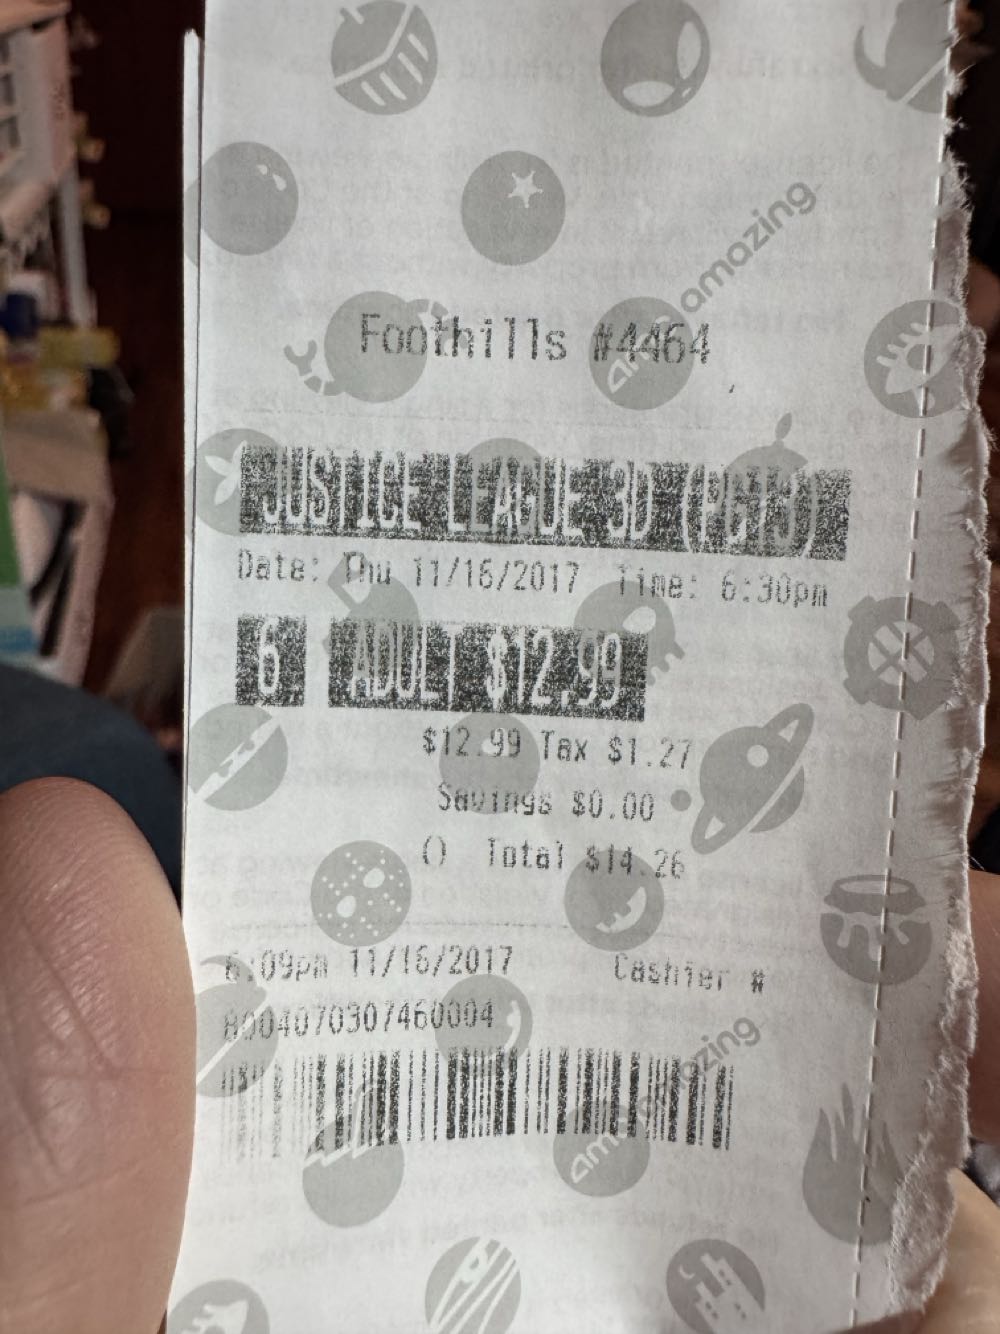 amazing
Foothills #4464
JUSTICE LEAGUE 3D (PG13)
Date: Thu 11/16/2017 Time: 6:30pm
6 ADULT $12.99
$12.99 Tax $1.27
Savings $0.00
() Total $14.26
6:09pm 11/16/2017 Cashier #
8004070307460004
amazing